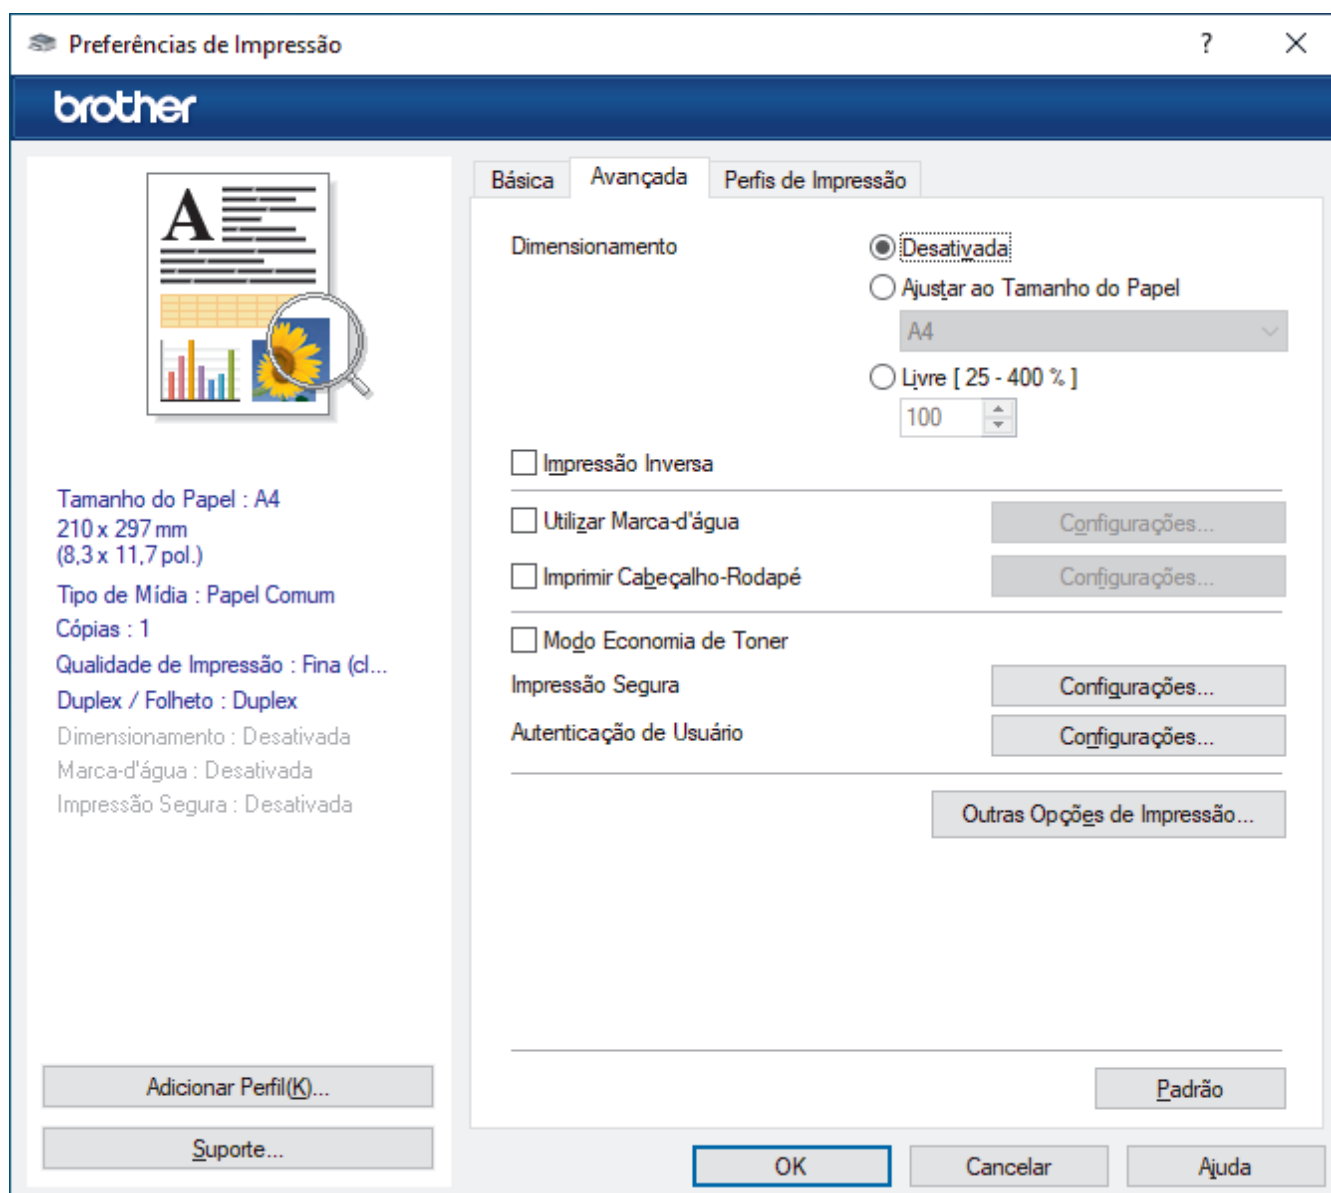 Preferências de Impressão
?
brother
Básica
Avançada
Perfis de Impressão
A
Dimensionamento
Desativada
Ajustar ao Tamanho do Papel
A4
Livre [ 25 - 400 % ]
100
Impressão Inversa
Utilizar Marca-d'água
Configurações...
Imprimir Cabeçalho-Rodapé
Configurações...
Modo Economia de Toner
Impressão Segura
Configurações...
Autenticação de Usuário
Configurações...
Outras Opções de Impressão...
Tamanho do Papel : A4
210 x 297 mm
(8,3 x 11,7 pol.)
Tipo de Mídia : Papel Comum
Cópias : 1
Qualidade de Impressão : Fina (cl...
Duplex / Folheto : Duplex
Dimensionamento : Desativada
Marca-d'água : Desativada
Impressão Segura : Desativada
Adicionar Perfil(K)...
Suporte...
Padrão
OK
Cancelar
Ajuda